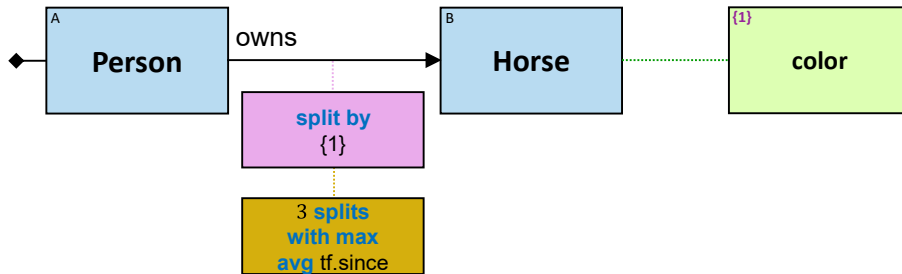 A
Person
owns
B
Horse
{1}
color
split by
{1}
3 splits
with max
avg tf.since